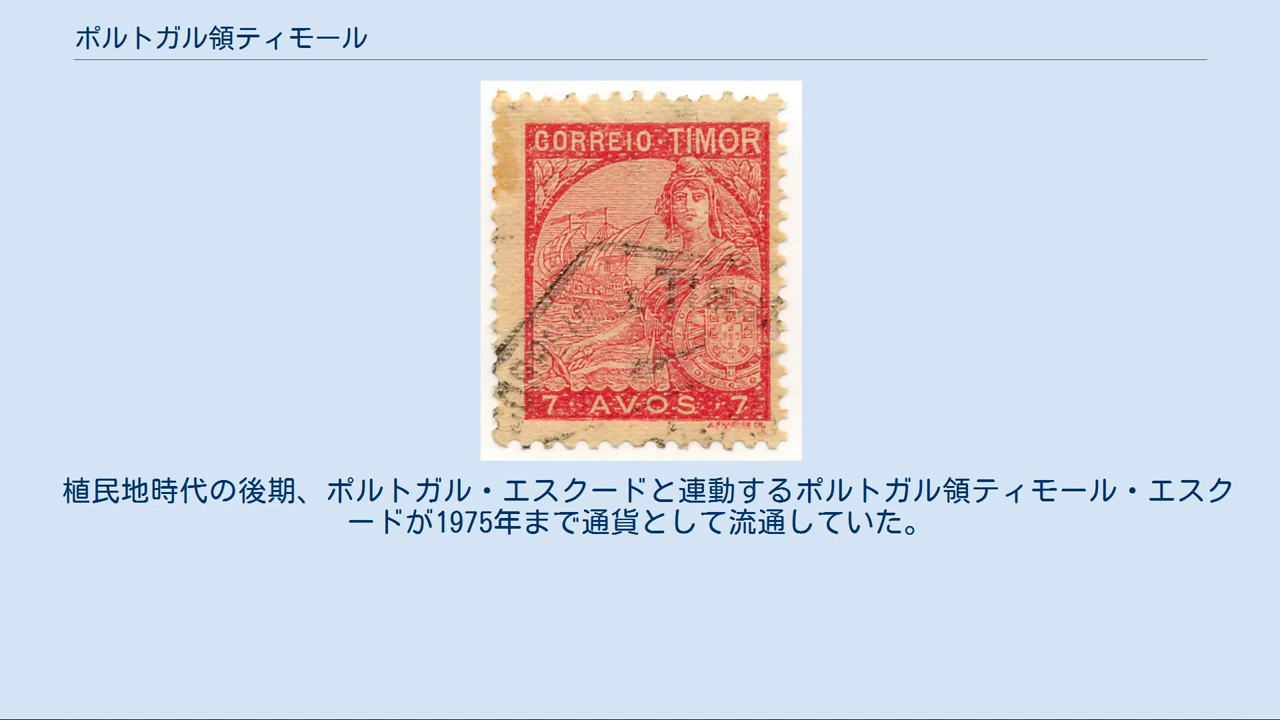 ポルトガル領ティモール
CORREIO·TIMOR
7· AVOS ·7
植民地時代の後期、ポルトガル・エスクードと連動するポルトガル領ティモール・エスク
ードが1975年まで通貨として流通していた。